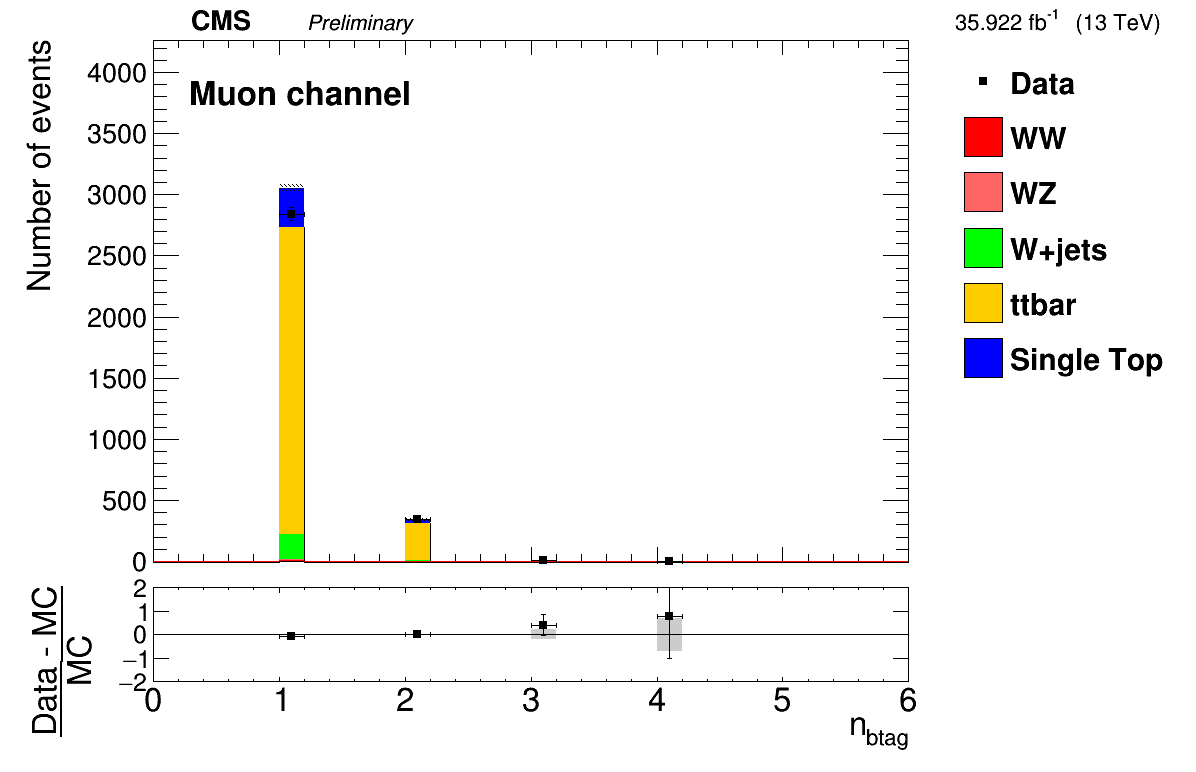 CMS Preliminary 35.922 fb-1 (13 TeV)
Number of events
4000
3500
3000
2500
2000
1500
1000
500
0
Muon channel
Data
WW
WZ
W+jets
ttbar
Single Top
Data - MC
MC
2
1
0
−1
−2
0 1 2 3 4 5 6
nbtag